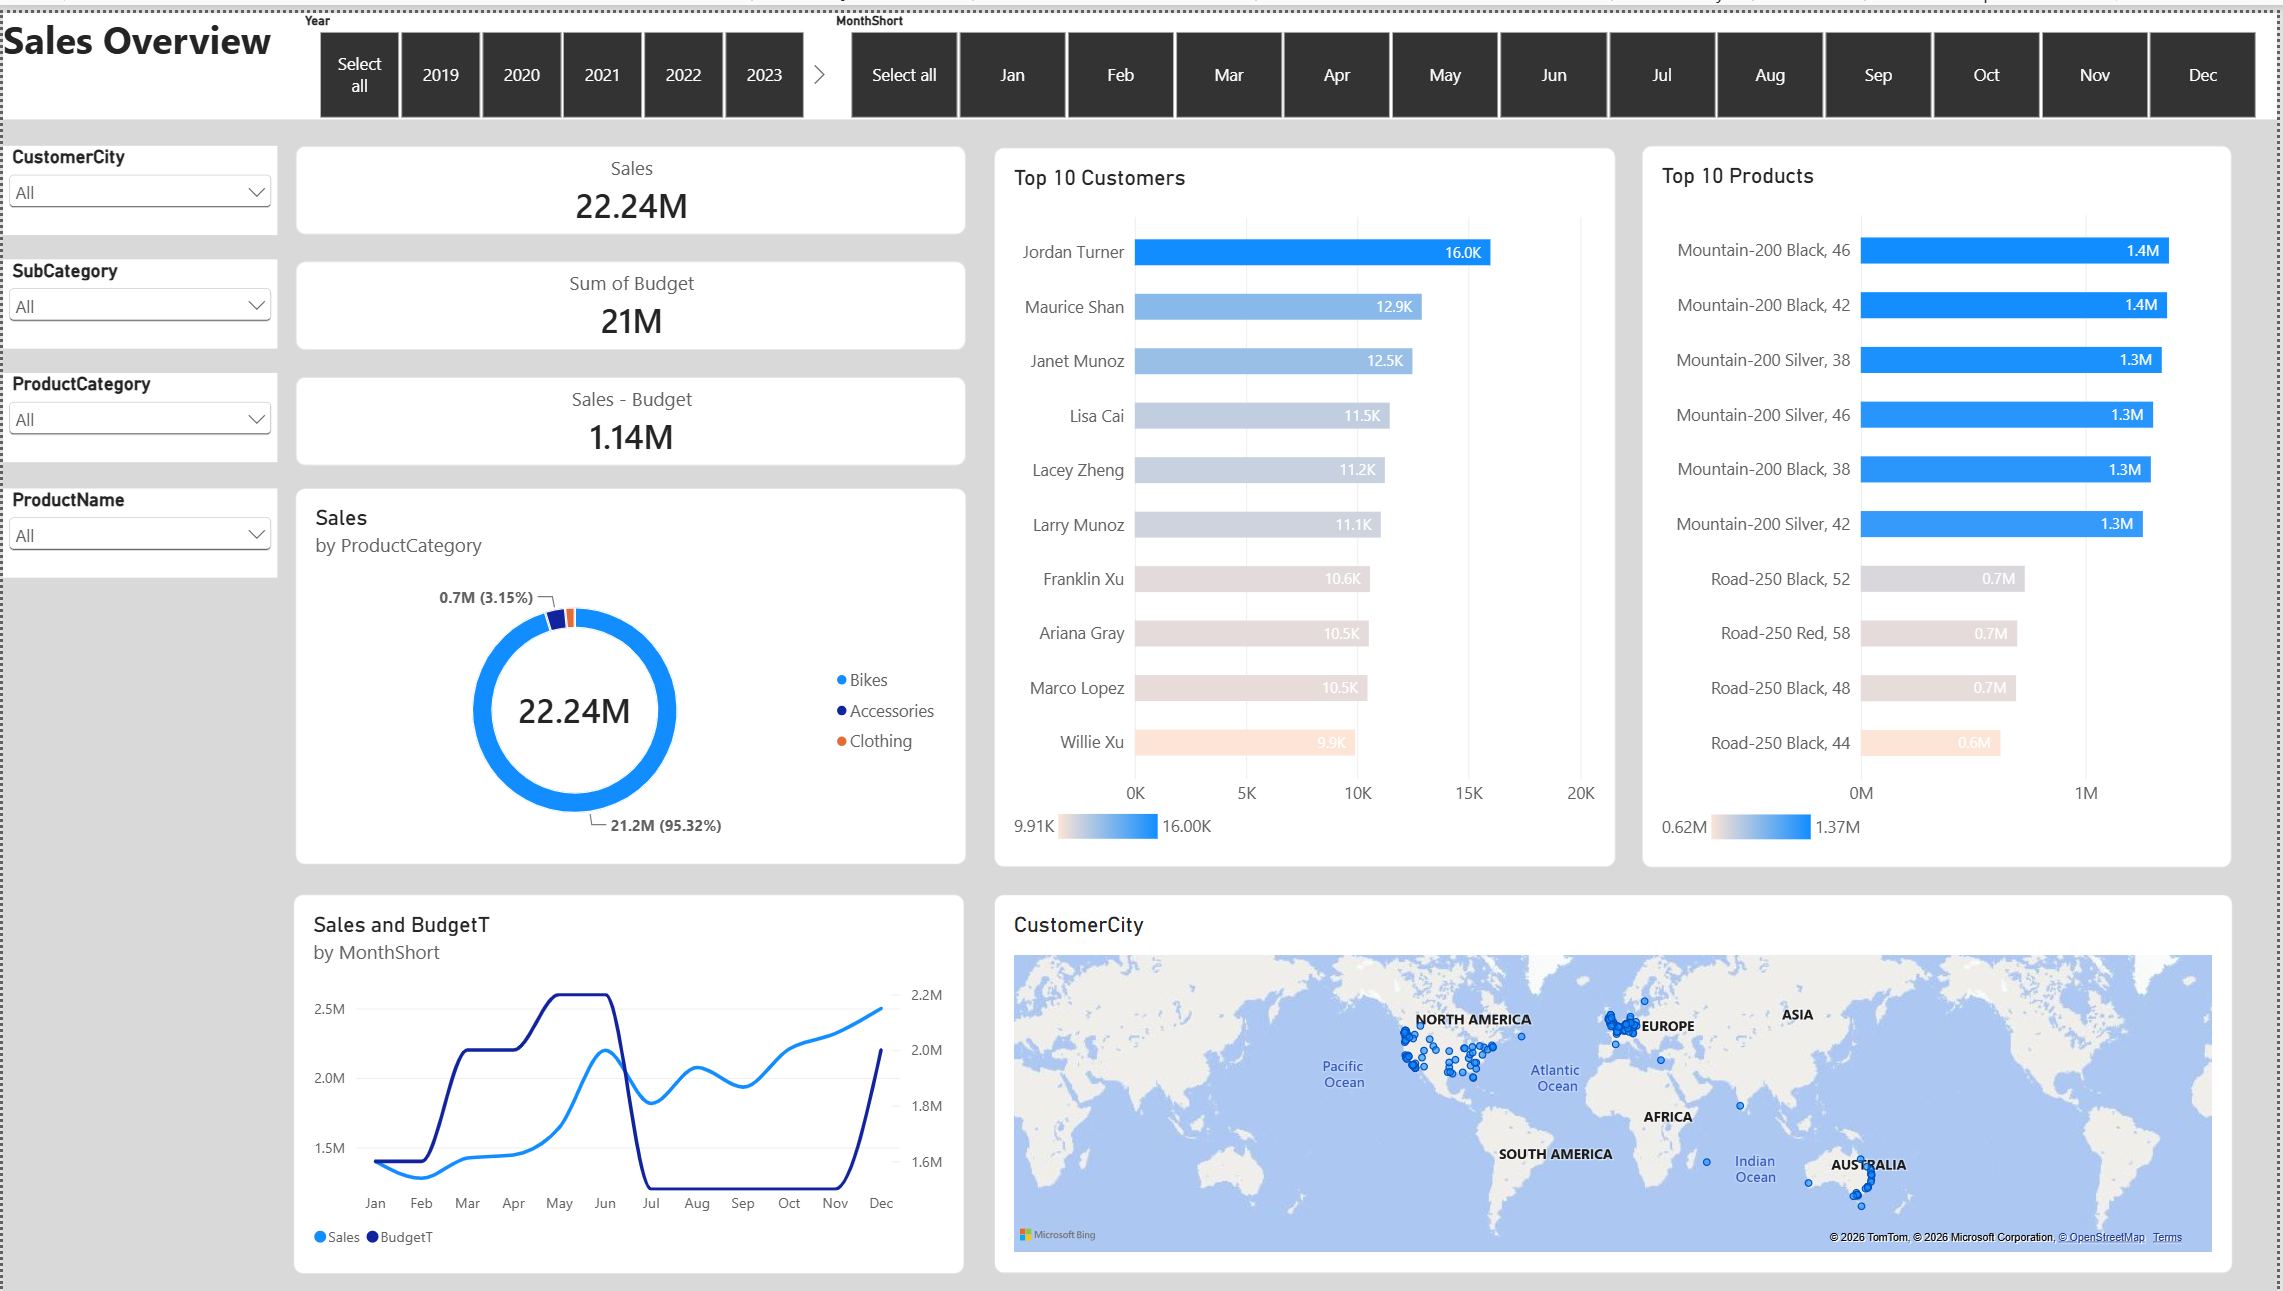 Sales Overview
Year
Select all
2019
2020
2021
2022
2023
MonthShort
Select all
Jan
Feb
Mar
Apr
May
Jun
Jul
Aug
Sep
Oct
Nov
Dec
CustomerCity
All
SubCategory
All
ProductCategory
All
ProductName
All
Sales
22.24M
Sum of Budget
21M
Sales - Budget
1.14M
Sales
by ProductCategory
0.7M (3.15%)
22.24M
21.2M (95.32%)
Bikes
Accessories
Clothing
Top 10 Customers
Jordan Turner 16.0K
Maurice Shan 12.9K
Janet Munoz 12.5K
Lisa Cai 11.5K
Lacey Zheng 11.2K
Larry Munoz 11.1K
Franklin Xu 10.6K
Ariana Gray 10.5K
Marco Lopez 10.5K
Willie Xu 9.9K
0K 5K 10K 15K 20K
9.91K 16.00K
Top 10 Products
Mountain-200 Black, 46 1.4M
Mountain-200 Black, 42 1.4M
Mountain-200 Silver, 38 1.3M
Mountain-200 Silver, 46 1.3M
Mountain-200 Black, 38 1.3M
Mountain-200 Silver, 42 1.3M
Road-250 Black, 52 0.7M
Road-250 Red, 58 0.7M
Road-250 Black, 48 0.7M
Road-250 Black, 44 0.6M
0M 1M
0.62M 1.37M
Sales and BudgetT
by MonthShort
2.5M
2.0M
1.5M
2.2M
2.0M
1.8M
1.6M
Jan Feb Mar Apr May Jun Jul Aug Sep Oct Nov Dec
Sales BudgetT
CustomerCity
NORTH AMERICA
EUROPE
ASIA
Pacific
Ocean
Atlantic
Ocean
AFRICA
SOUTH AMERICA
Indian
Ocean
AUSTRALIA
Microsoft Bing
© 2026 TomTom, © 2026 Microsoft Corporation, © OpenStreetMap Terms